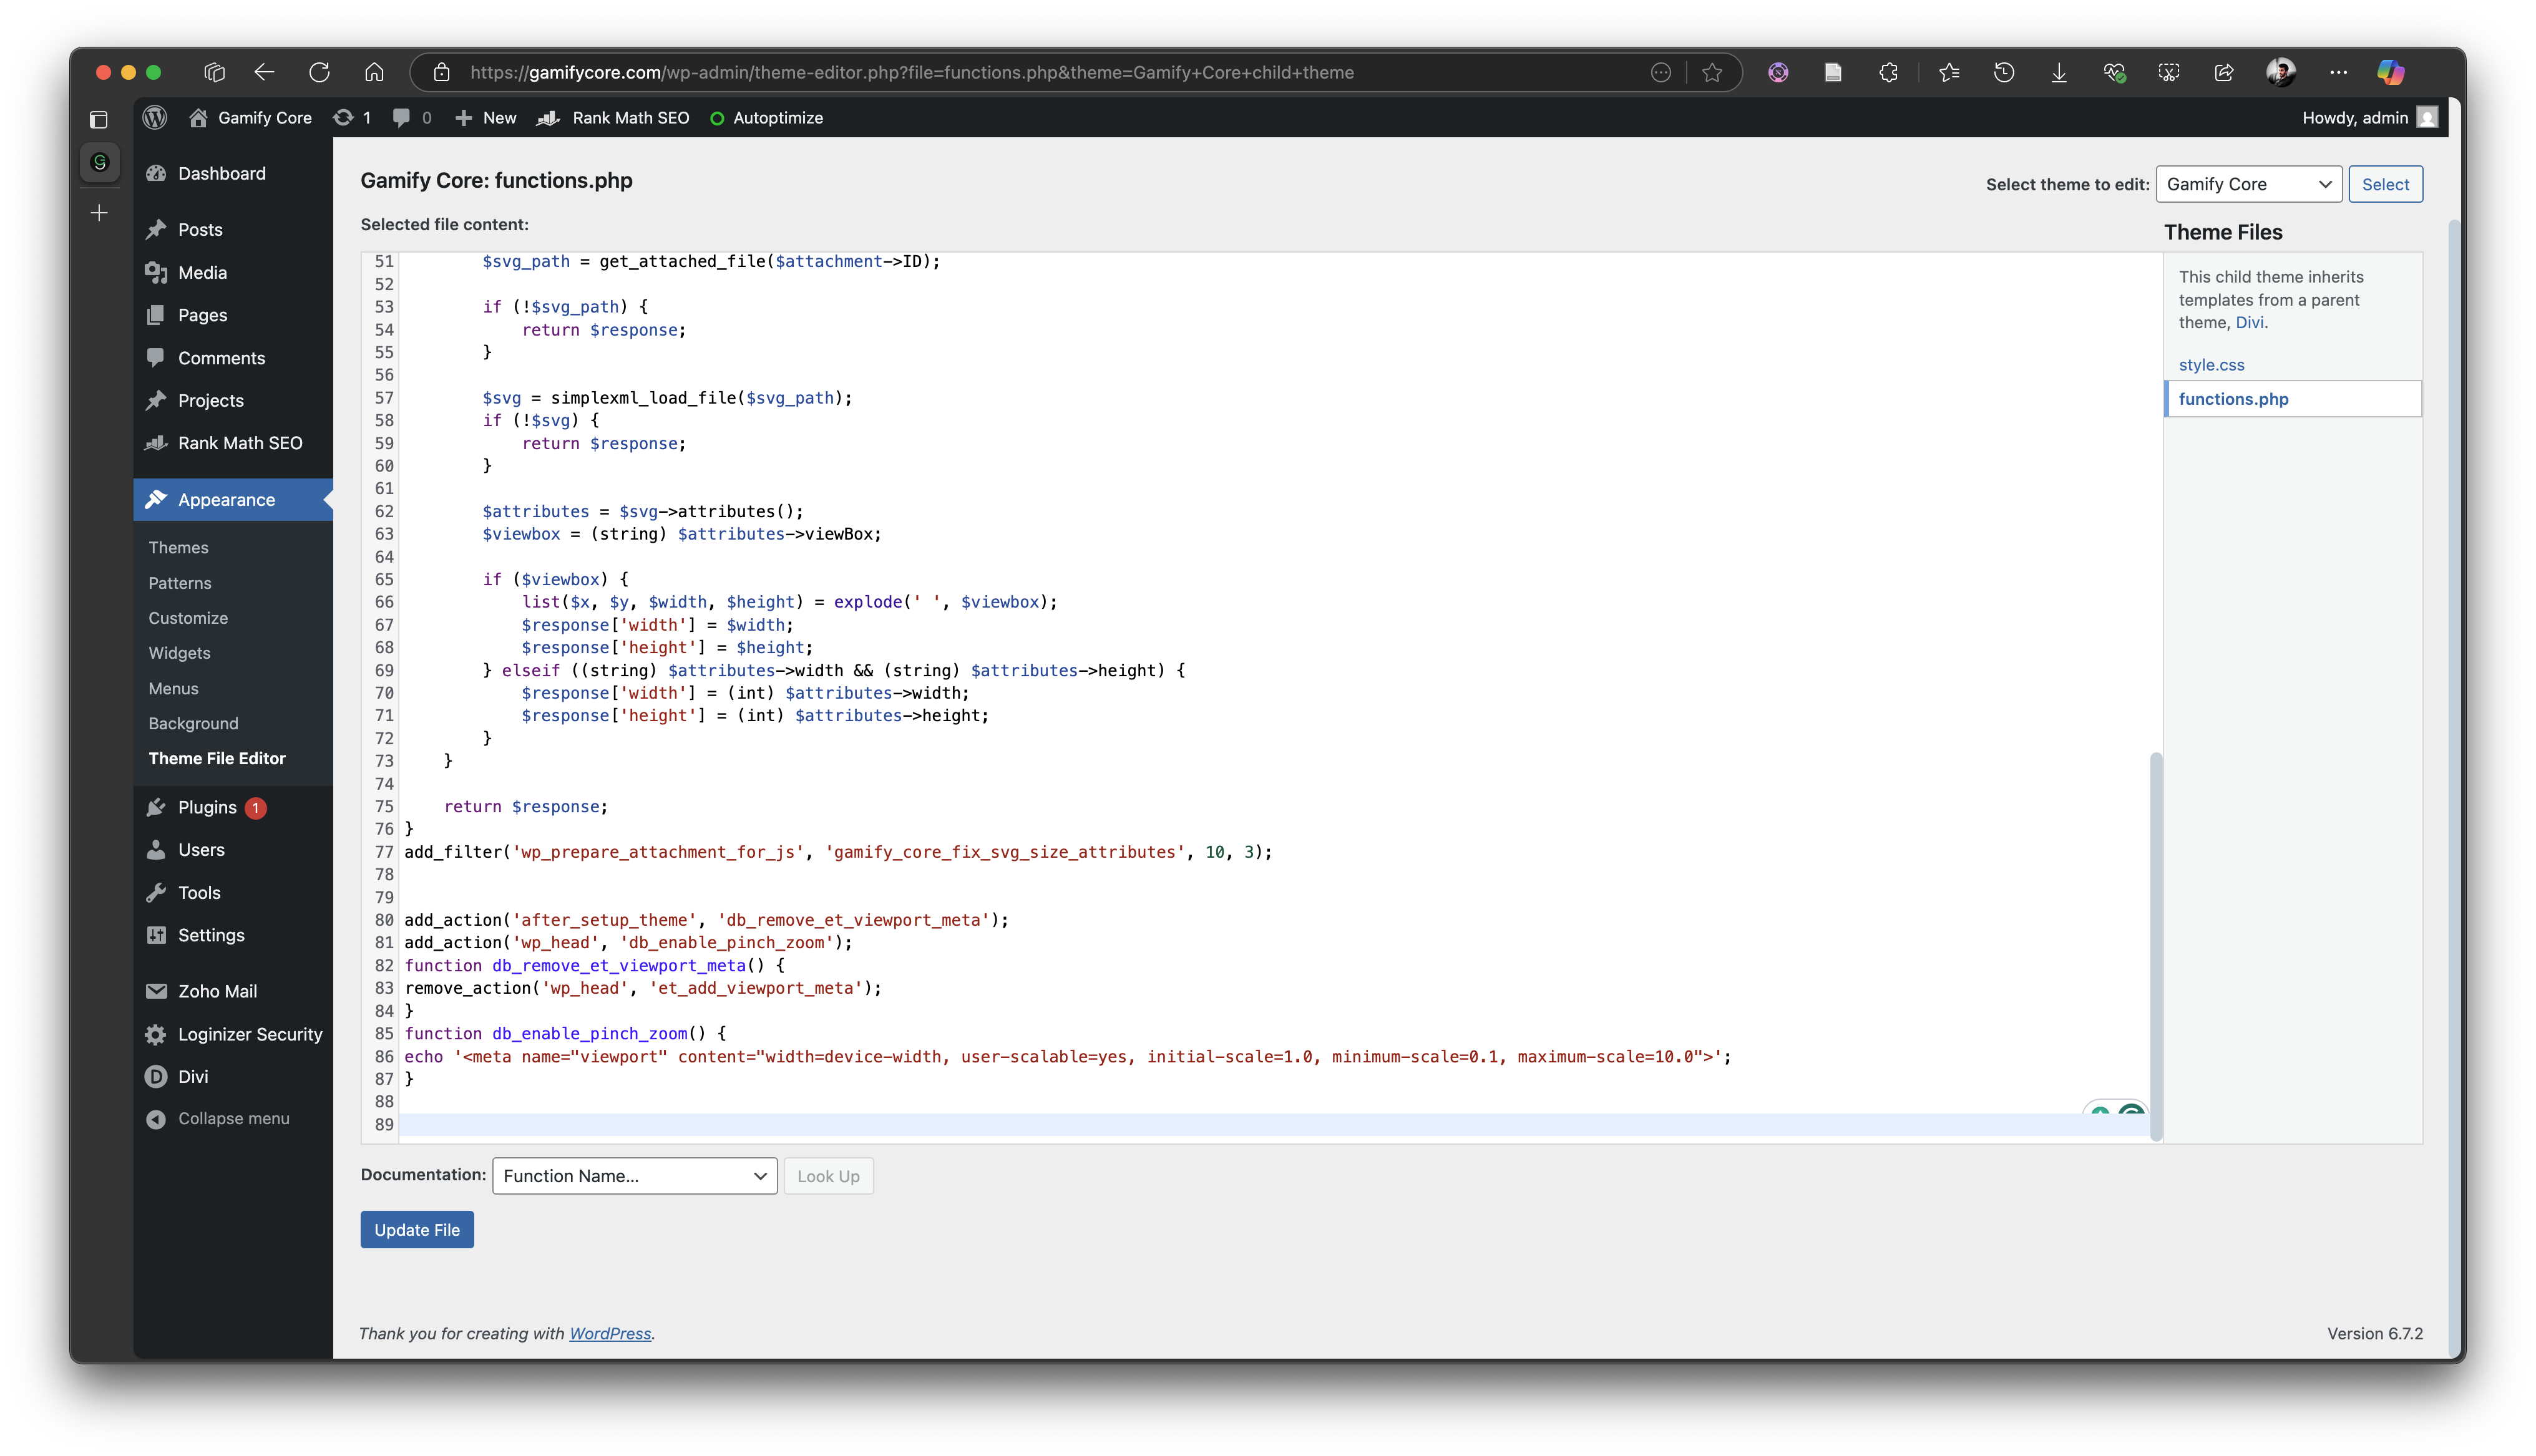 https://gamifycore.com/wp-admin/theme-editor.php?file=functions.php&theme=Gamify+Core+child+theme
Gamify Core 1 0 New Rank Math SEO Autoptimize
Howdy, admin
Dashboard
Posts
Media
Pages
Comments
Projects
Rank Math SEO
Appearance
Themes
Patterns
Customize
Widgets
Menus
Background
Theme File Editor
Plugins 1
Users
Tools
Settings
Zoho Mail
Loginizer Security
Divi
Collapse menu
Gamify Core: functions.php
Select theme to edit: Gamify Core Select
Selected file content:
51         $svg_path = get_attached_file($attachment->ID);
52
53         if (!$svg_path) {
54             return $response;
55         }
56
57         $svg = simplexml_load_file($svg_path);
58         if (!$svg) {
59             return $response;
60         }
61
62         $attributes = $svg->attributes();
63         $viewbox = (string) $attributes->viewBox;
64
65         if ($viewbox) {
66             list($x, $y, $width, $height) = explode(' ', $viewbox);
67             $response['width'] = $width;
68             $response['height'] = $height;
69         } elseif ((string) $attributes->width && (string) $attributes->height) {
70             $response['width'] = (int) $attributes->width;
71             $response['height'] = (int) $attributes->height;
72         }
73     }
74
75     return $response;
76 }
77 add_filter('wp_prepare_attachment_for_js', 'gamify_core_fix_svg_size_attributes', 10, 3);
78
79
80 add_action('after_setup_theme', 'db_remove_et_viewport_meta');
81 add_action('wp_head', 'db_enable_pinch_zoom');
82 function db_remove_et_viewport_meta() {
83 remove_action('wp_head', 'et_add_viewport_meta');
84 }
85 function db_enable_pinch_zoom() {
86 echo '<meta name="viewport" content="width=device-width, user-scalable=yes, initial-scale=1.0, minimum-scale=0.1, maximum-scale=10.0">';
87 }
88
89
Theme Files
This child theme inherits
templates from a parent
theme, Divi.
style.css
functions.php
Documentation: Function Name... Look Up
Update File
Thank you for creating with WordPress.
Version 6.7.2